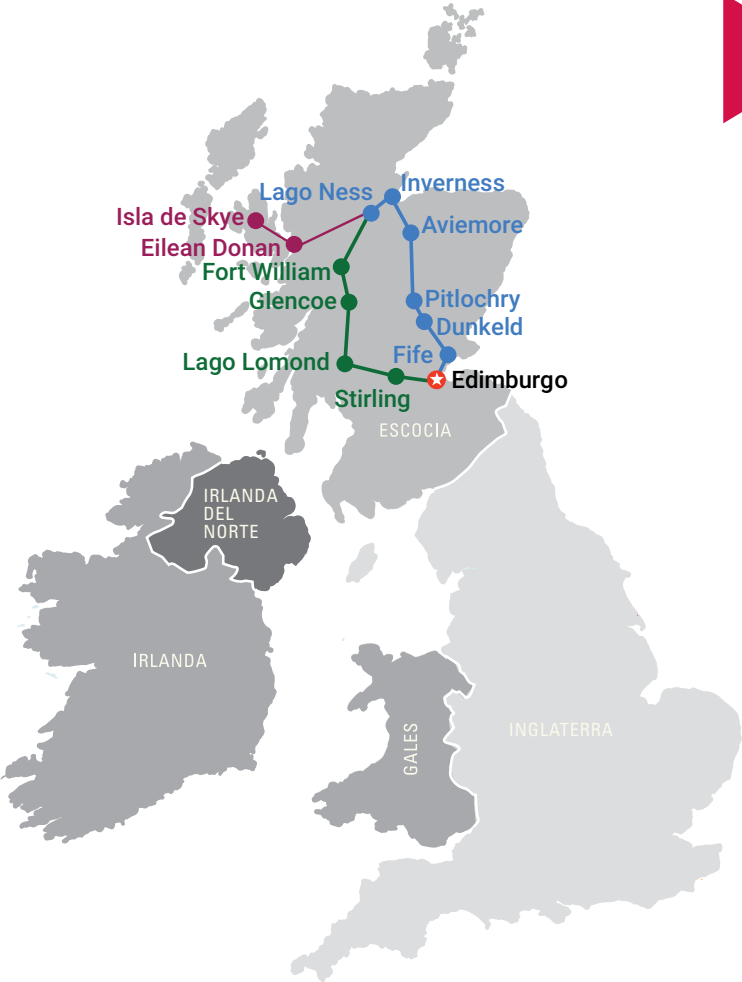 Inverness
Lago Ness
Isla de Skye
Aviemore
Eilean Donan
Fort William
Glencoe
Pitlochry
Dunkeld
Fife
Lago Lomond
Edimburgo
Stirling
ESCOCIA
IRLANDA
DEL
NORTE
IRLANDA
GALES
INGLATERRA